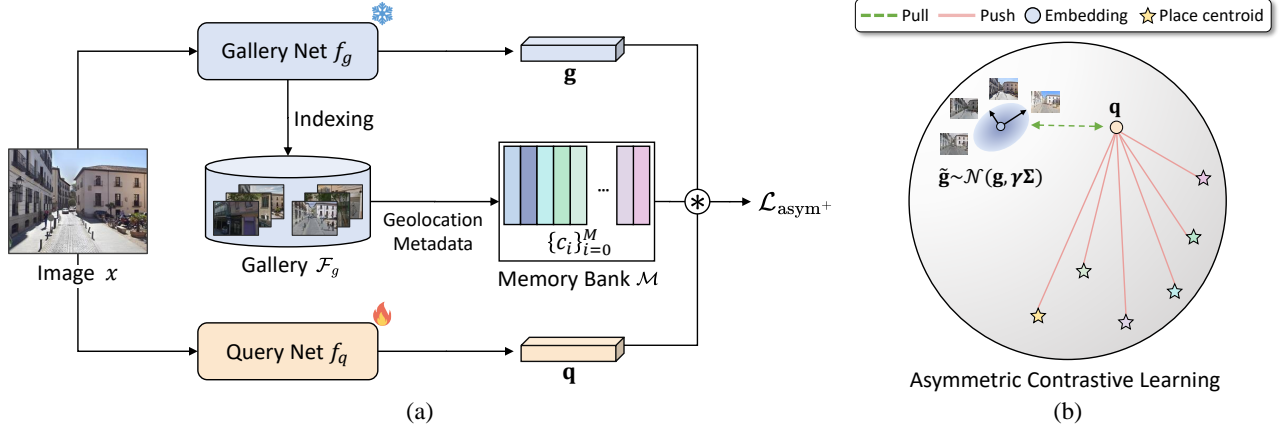 Gallery Net f_g
g
Indexing
Image x
Gallery 𝓕_g
Geolocation
Metadata
...
{c_i}_{i=0}^M
Memory Bank 𝓜
⊛
𝓛_asym⁺
Query Net f_q
q
(a)
Pull Push Embedding Place centroid
q
g̃~𝒩(g, γΣ)
Asymmetric Contrastive Learning
(b)